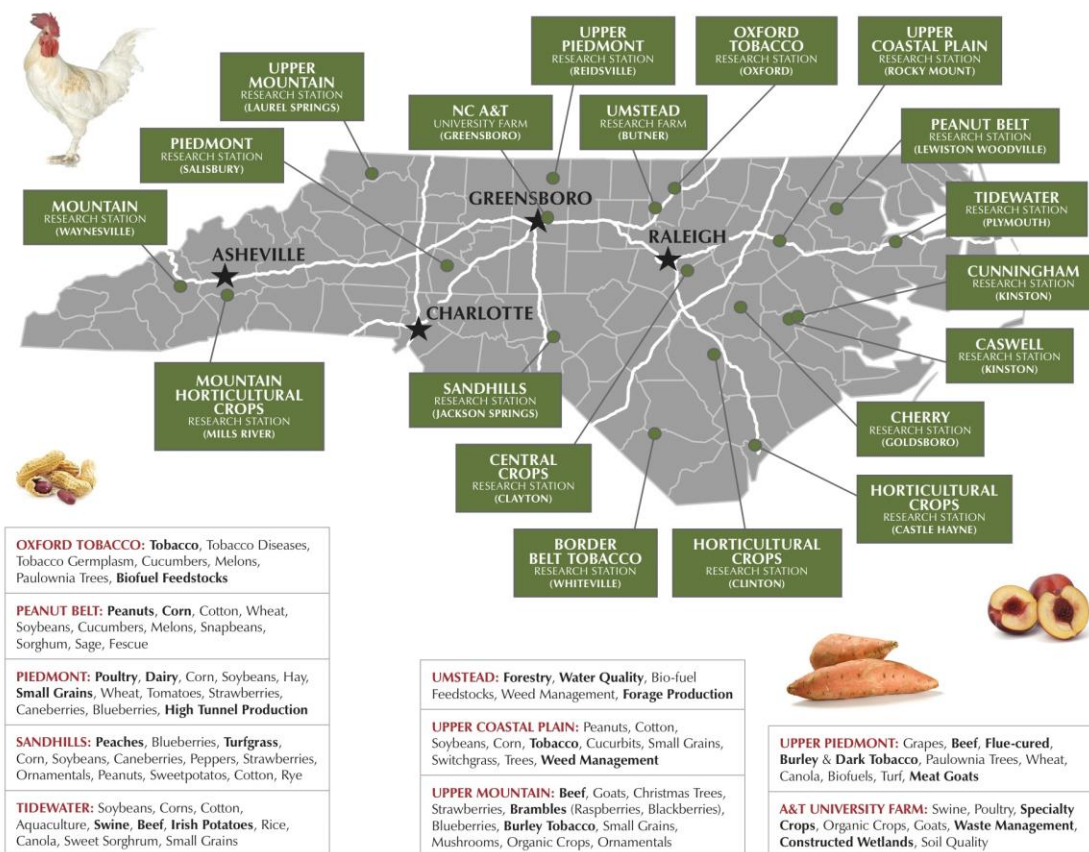 UPPER
PIEDMONT
RESEARCH STATION
(REIDSVILLE)
OXFORD
TOBACCO
RESEARCH STATION
(OXFORD)
UPPER
COASTAL PLAIN
RESEARCH STATION
(ROCKY MOUNT)
UPPER
MOUNTAIN
RESEARCH STATION
(LAUREL SPRINGS)
NC A&T
UNIVERSITY FARM
(GREENSBORO)
UMSTEAD
RESEARCH FARM
(BUTNER)
PEANUT BELT
RESEARCH STATION
(LEWISTON WOODVILLE)
PIEDMONT
RESEARCH STATION
(SALISBURY)
MOUNTAIN
RESEARCH STATION
(WAYNESVILLE)
TIDEWATER
RESEARCH STATION
(PLYMOUTH)
GREENSBORO
RALEIGH
ASHEVILLE
CHARLOTTE
CUNNINGHAM
RESEARCH STATION
(KINSTON)
CASWELL
RESEARCH STATION
(KINSTON)
MOUNTAIN
HORTICULTURAL
CROPS
RESEARCH STATION
(MILLS RIVER)
SANDHILLS
RESEARCH STATION
(JACKSON SPRINGS)
CHERRY
RESEARCH STATION
(GOLDSBORO)
CENTRAL
CROPS
RESEARCH STATION
(CLAYTON)
HORTICULTURAL
CROPS
RESEARCH STATION
(CASTLE HAYNE)
BORDER
BELT TOBACCO
RESEARCH STATION
(WHITEVILLE)
HORTICULTURAL
CROPS
RESEARCH STATION
(CLINTON)
OXFORD TOBACCO: Tobacco, Tobacco Diseases,
Tobacco Germplasm, Cucumbers, Melons,
Paulownia Trees, Biofuel Feedstocks
PEANUT BELT: Peanuts, Corn, Cotton, Wheat,
Soybeans, Cucumbers, Melons, Snapbeans,
Sorghum, Sage, Fescue
PIEDMONT: Poultry, Dairy, Corn, Soybeans, Hay,
Small Grains, Wheat, Tomatoes, Strawberries,
Caneberries, Blueberries, High Tunnel Production
SANDHILLS: Peaches, Blueberries, Turfgrass,
Corn, Soybeans, Caneberries, Peppers, Strawberries,
Ornamentals, Peanuts, Sweetpotatos, Cotton, Rye
TIDEWATER: Soybeans, Corns, Cotton,
Aquaculture, Swine, Beef, Irish Potatoes, Rice,
Canola, Sweet Sorghrum, Small Grains
UMSTEAD: Forestry, Water Quality, Bio-fuel
Feedstocks, Weed Management, Forage Production
UPPER COASTAL PLAIN: Peanuts, Cotton,
Soybeans, Corn, Tobacco, Cucurbits, Small Grains,
Switchgrass, Trees, Weed Management
UPPER MOUNTAIN: Beef, Goats, Christmas Trees,
Strawberries, Brambles (Raspberries, Blackberries),
Blueberries, Burley Tobacco, Small Grains,
Mushrooms, Organic Crops, Ornamentals
UPPER PIEDMONT: Grapes, Beef, Flue-cured,
Burley & Dark Tobacco, Paulownia Trees, Wheat,
Canola, Biofuels, Turf, Meat Goats
A&T UNIVERSITY FARM: Swine, Poultry, Specialty
Crops, Organic Crops, Goats, Waste Management,
Constructed Wetlands, Soil Quality